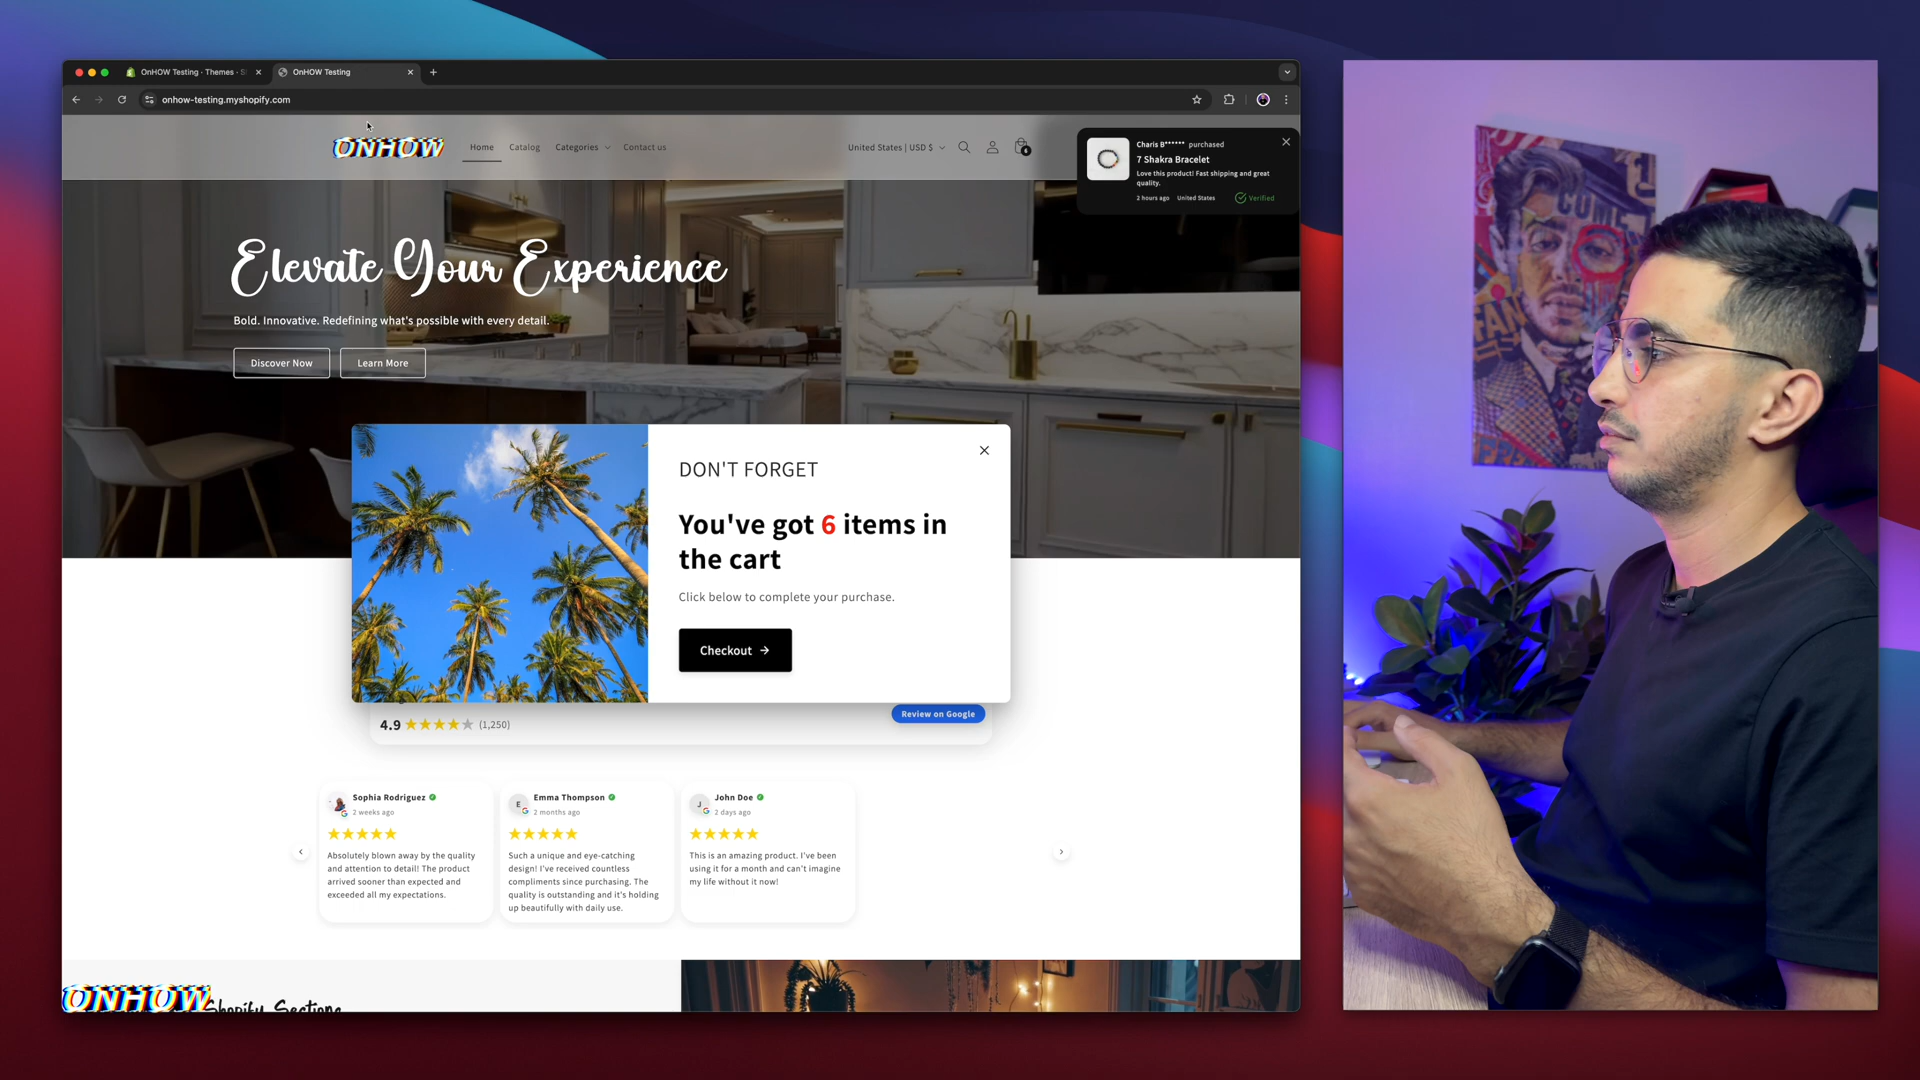 OnHOW Testing · Themes · S
OnHOW Testing
onhow-testing.myshopify.com
ONHOW
Home
Catalog
Categories
Contact us
United States | USD $
6
Charis B****** purchased
7 Shakra Bracelet
Love this product! Fast shipping and great
quality.
2 hours ago
United States
Verified
Elevate Your Experience
Bold. Innovative. Redefining what's possible with every detail.
Discover Now
Learn More
DON'T FORGET
You've got 6 items in
the cart
Click below to complete your purchase.
Checkout →
4.9
(1,250)
Review on Google
Sophia Rodriguez
2 weeks ago
Absolutely blown away by the quality
and attention to detail! The product
arrived sooner than expected and
exceeded all my expectations.
E
Emma Thompson
2 months ago
Such a unique and eye-catching
design! I've received countless
compliments since purchasing. The
quality is outstanding and it's holding
up beautifully with daily use.
J
John Doe
2 days ago
This is an amazing product. I've been
using it for a month and can't imagine
my life without it now!
ONHOW
Shopify Sections
COME
FAN